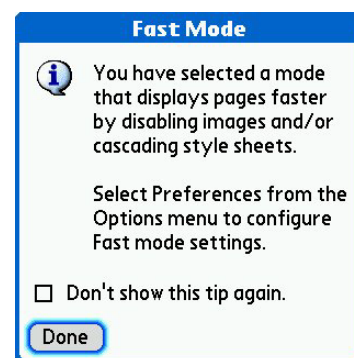 Fast Mode
You have selected a mode
that displays pages faster
by disabling images and/or
cascading style sheets.
Select Preferences from the
Options menu to configure
Fast mode settings.
Don't show this tip again.
Done